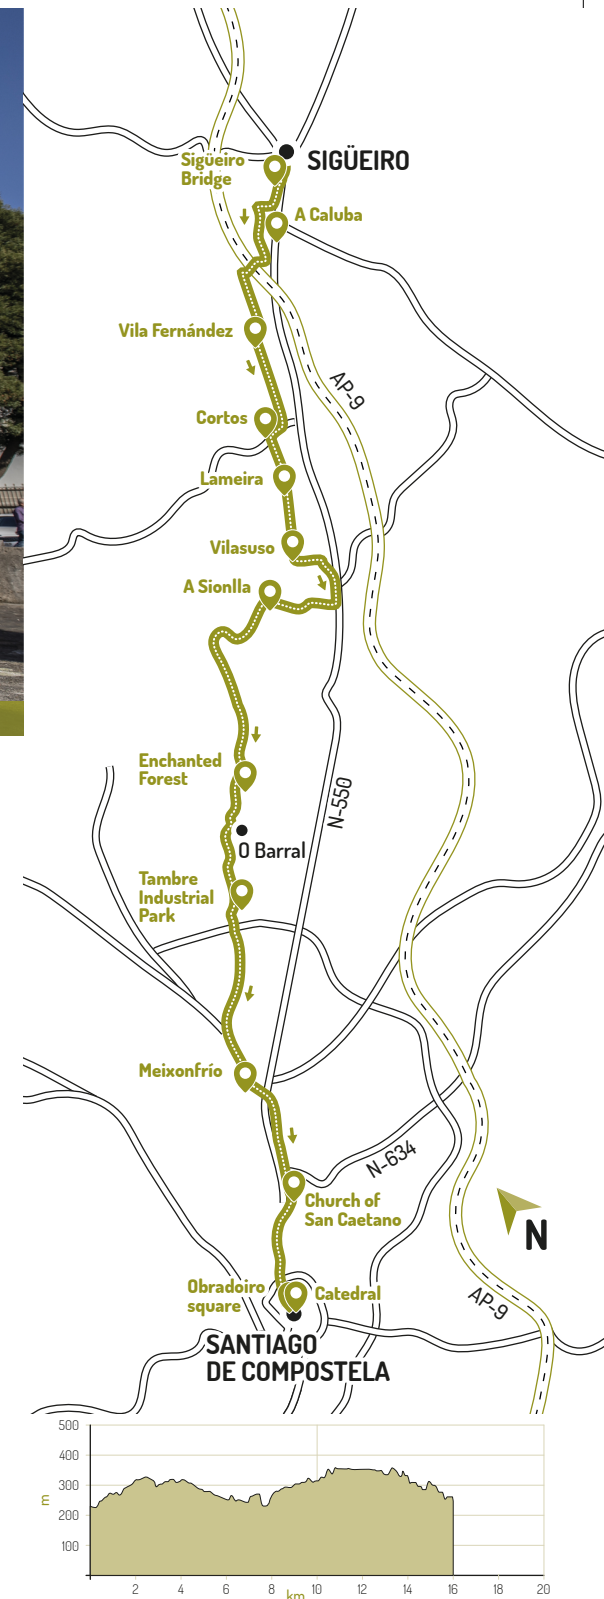 SIGÜEIRO
Sigüeiro
Bridge
A Caluba
Vila Fernández
AP-9
Cortos
Lameira
Vilasuso
A Sionlla
Enchanted
Forest
N-550
O Barral
Tambre
Industrial
Park
Meixonfrío
N-634
Church of
San Caetano
N
Obradoiro
square
Catedral
AP-9
SANTIAGO
DE COMPOSTELA
500
400
300
m
200
100
2 4 6 8 10 12 14 16 18 20
km